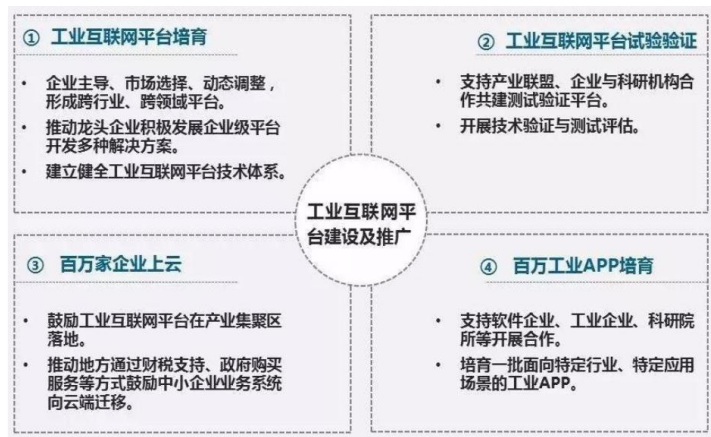 ① 工业互联网平台培育
• 企业主导、市场选择、动态调整，
形成跨行业、跨领域平台。
• 推动龙头企业积极发展企业级平台
开发多种解决方案。
• 建立健全工业互联网平台技术体系。
② 工业互联网平台试验验证
• 支持产业联盟、企业与科研机构合
作共建测试验证平台。
• 开展技术验证与测试评估。
工业互联网平
台建设及推广
③ 百万家企业上云
• 鼓励工业互联网平台在产业集聚区
落地。
• 推动地方通过财税支持、政府购买
服务等方式鼓励中小企业业务系统
向云端迁移。
④ 百万工业APP培育
• 支持软件企业、工业企业、科研院
所等开展合作。
• 培育一批面向特定行业、特定应用
场景的工业APP。